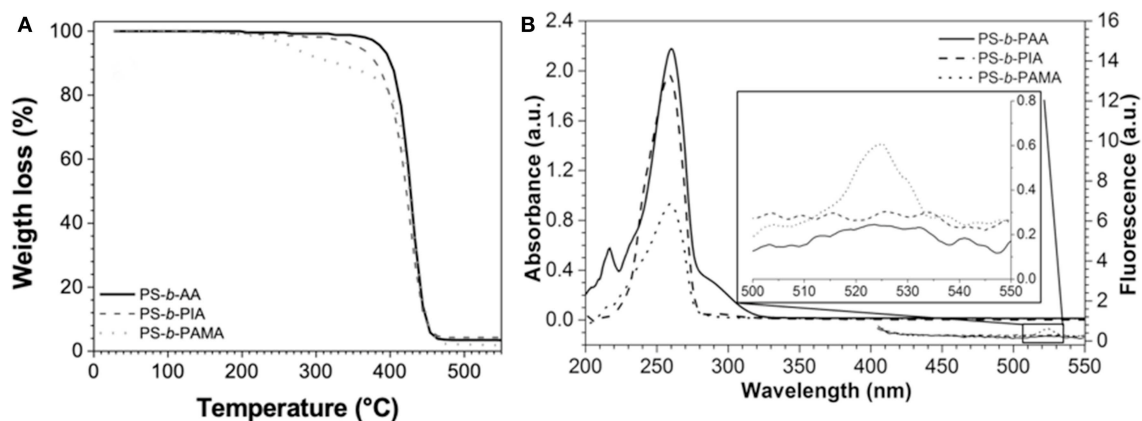 A
Weigth loss (%)
100
80
60
40
20
0
PS-b-AA
PS-b-PIA
PS-b-PAMA
0 100 200 300 400 500
Temperature (°C)
B
Absorbance (a.u.)
2.4
2.0
1.6
1.2
0.8
0.4
0.0
PS-b-PAA
PS-b-PIA
PS-b-PAMA
0.8
0.6
0.4
0.2
0.0
500 510 520 530 540 550
16
14
12
10
8
6
4
2
0
Fluorescence (a.u.)
200 250 300 350 400 450 500 550
Wavelength (nm)